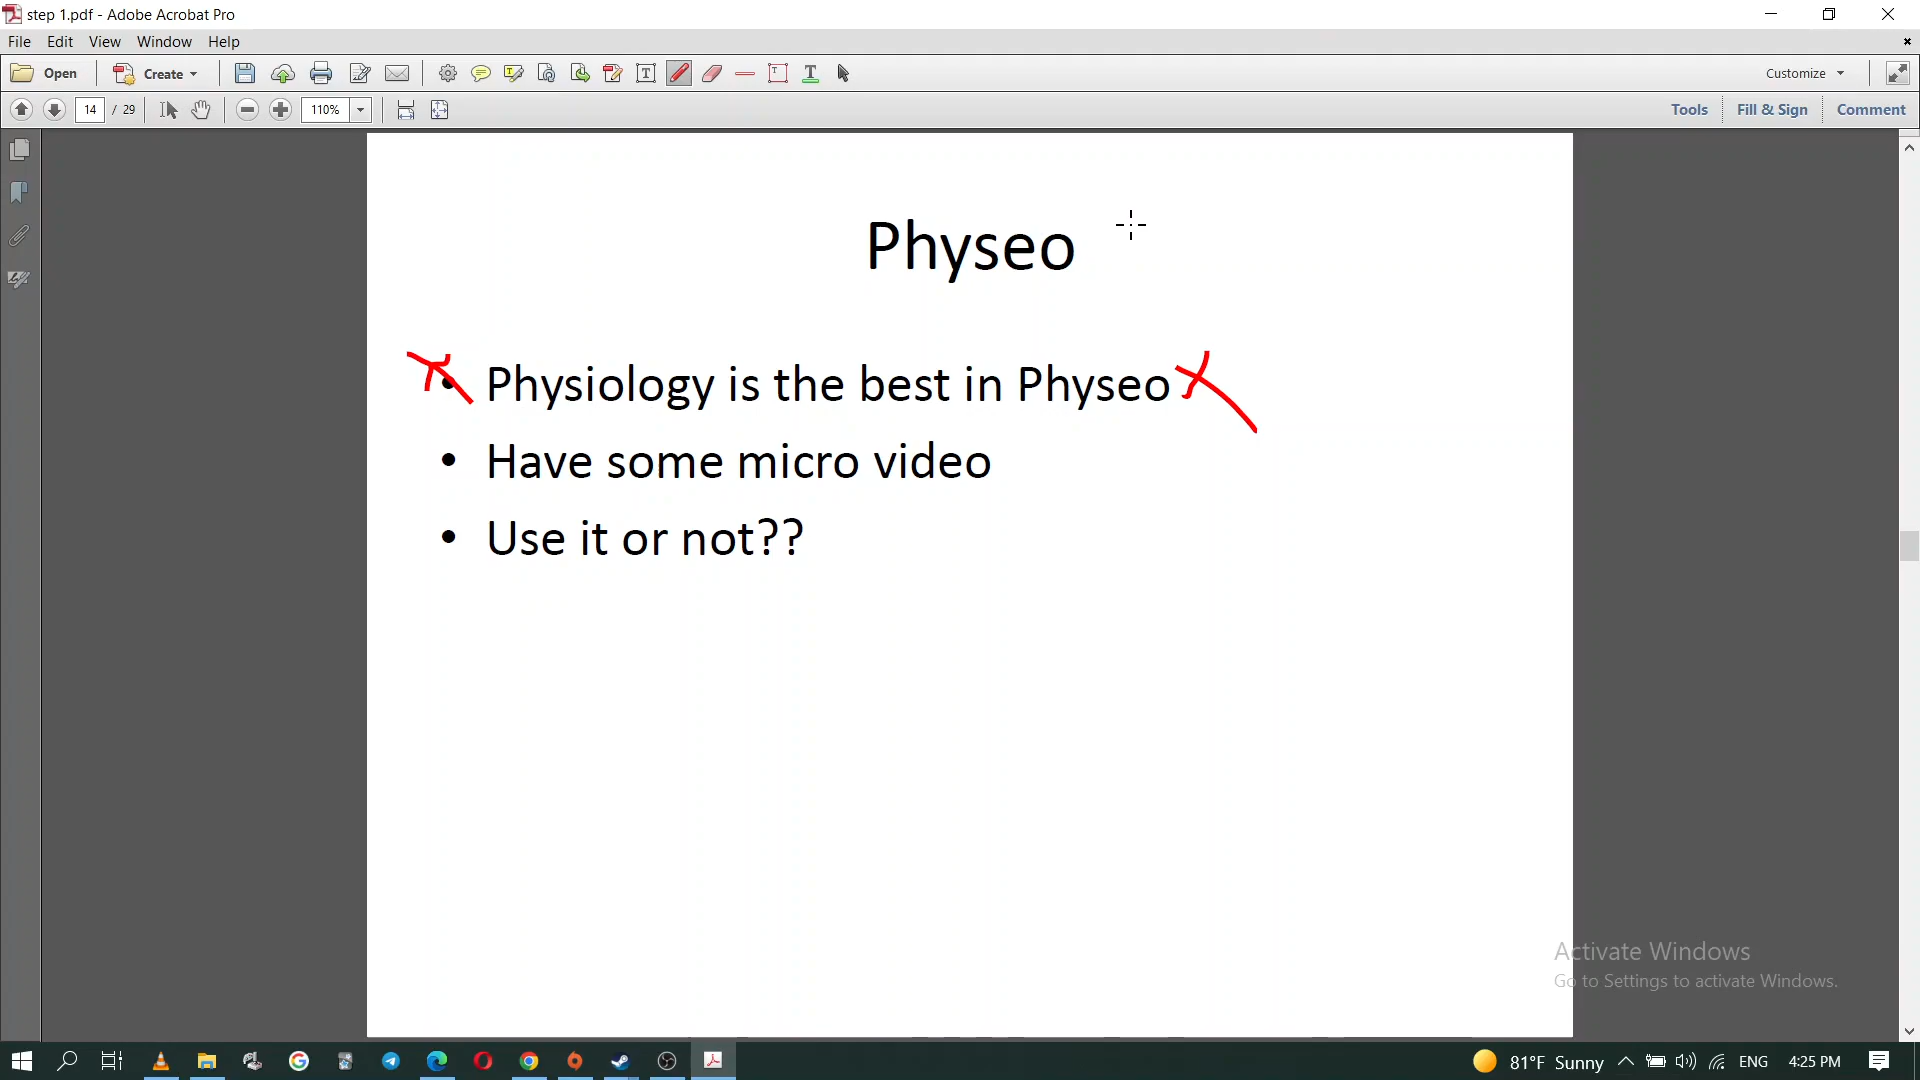 step 1.pdf - Adobe Acrobat Pro
File Edit View Window Help
Open Create Customize
14 / 29 110% Tools Fill & Sign Comment
Physeo
• Physiology is the best in Physeo
• Have some micro video
• Use it or not??
Activate Windows
Go to Settings to activate Windows.
81°F Sunny ENG 4:25 PM